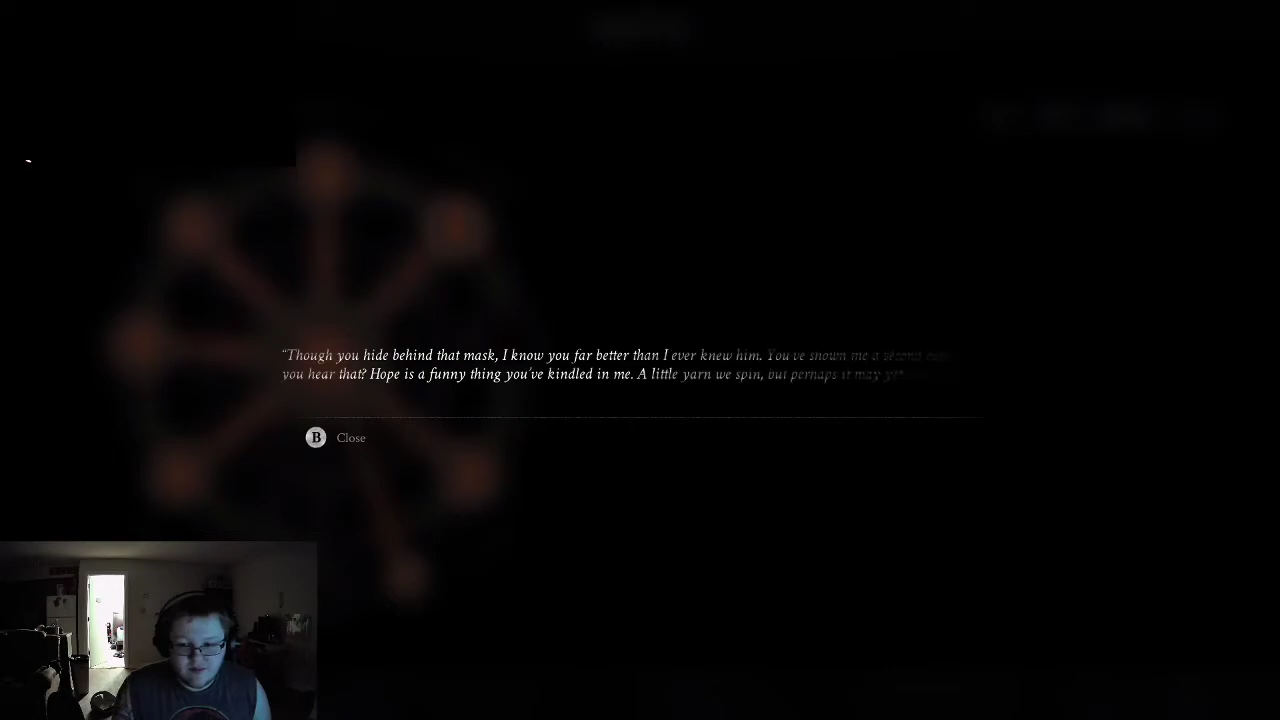 “Though you hide behind that mask, I know you far better than I ever knew him. You've shown me a second
you hear that? Hope is a funny thing you've kindled in me. A little yarn we spin, but perhaps it may yet
B Close